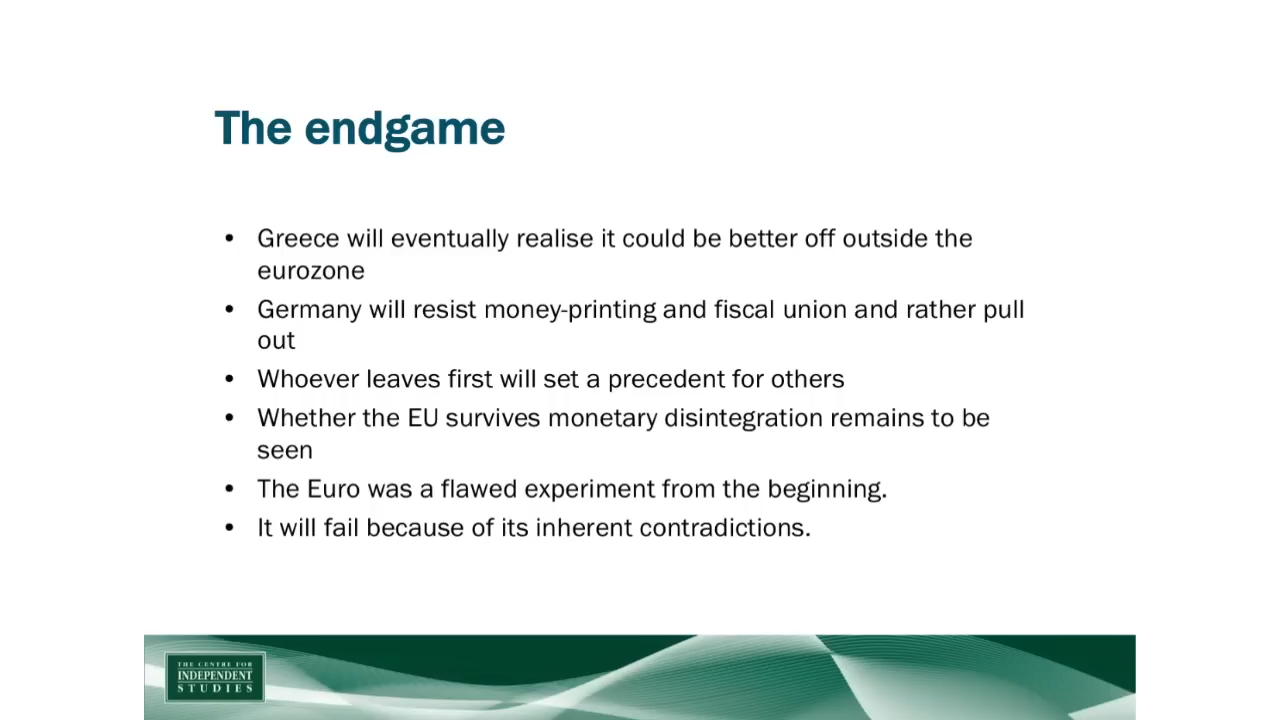 The endgame
• Greece will eventually realise it could be better off outside the
eurozone
• Germany will resist money-printing and fiscal union and rather pull
out
• Whoever leaves first will set a precedent for others
• Whether the EU survives monetary disintegration remains to be
seen
• The Euro was a flawed experiment from the beginning.
• It will fail because of its inherent contradictions.
THE CENTRE FOR
INDEPENDENT
STUDIES